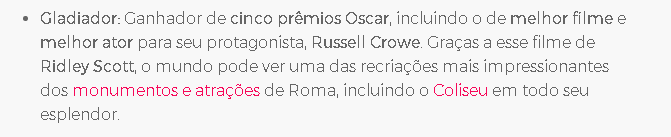 • Gladiador: Ganhador de cinco prêmios Oscar, incluindo o de melhor filme e
melhor ator para seu protagonista, Russell Crowe. Graças a esse filme de
Ridley Scott, o mundo pode ver uma das recriações mais impressionantes
dos monumentos e atrações de Roma, incluindo o Coliseu em todo seu
esplendor.